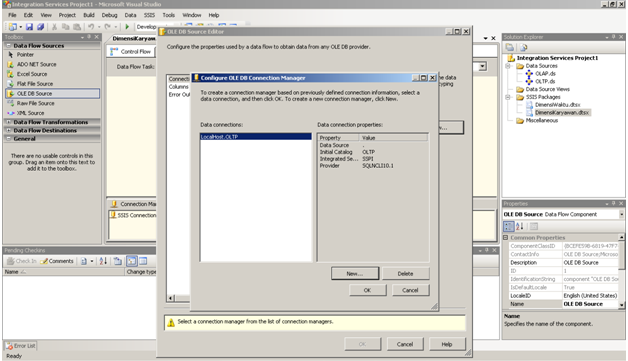 Integration Services Project1 - Microsoft Visual Studio
File Edit View Project Build Debug Data SSIS Tools Window Help
Develop
Toolbox
Data Flow Sources
Pointer
ADO NET Source
Excel Source
Flat File Source
OLE DB Source
Raw File Source
XML Source
Data Flow Transformations
Data Flow Destinations
General
There are no usable controls in this
group. Drag an item onto this text to
add it to the toolbox.
DimensiKaryaw
Control Flow
Data Flow Task:
Connection Ma
SSIS Connection
OLE DB Source Editor
Configure the properties used by a data flow to obtain data from any OLE DB provider.
Connect
Columns
Error Out
Configure OLE DB Connection Manager
To create a connection manager based on previously defined connection information, select a
data connection, and then click OK. To create a new connection manager, click New.
Data connections:
LocalHost.OLTP
Data connection properties:
Property Value
Data Source .
Initial Catalog OLTP
Integrated Se... SSPI
Provider SQLNCLI10.1
New... Delete
OK Cancel
Select a connection manager from the list of connection managers.
OK Cancel Help
Solution Explorer
Integration Services Project1
Data Sources
OLAP.ds
OLTP.ds
Data Source Views
SSIS Packages
DimensiWaktu.dtsx
DimensiKaryawan.dtsx
Miscellaneous
Properties
OLE DB Source Data Flow Component
Common Properties
ComponentClassID
ContactInfo OLE DB Source;Microso
Description OLE DB Source
ID 1
IdentificationString component "OLE DB Sou
IsDefaultLocale True
LocaleID English (United States)
Name OLE DB Source
Name
Specifies the name of the component.
Pending Checkins
Check In Comments
Name Change type
Error List
Ready